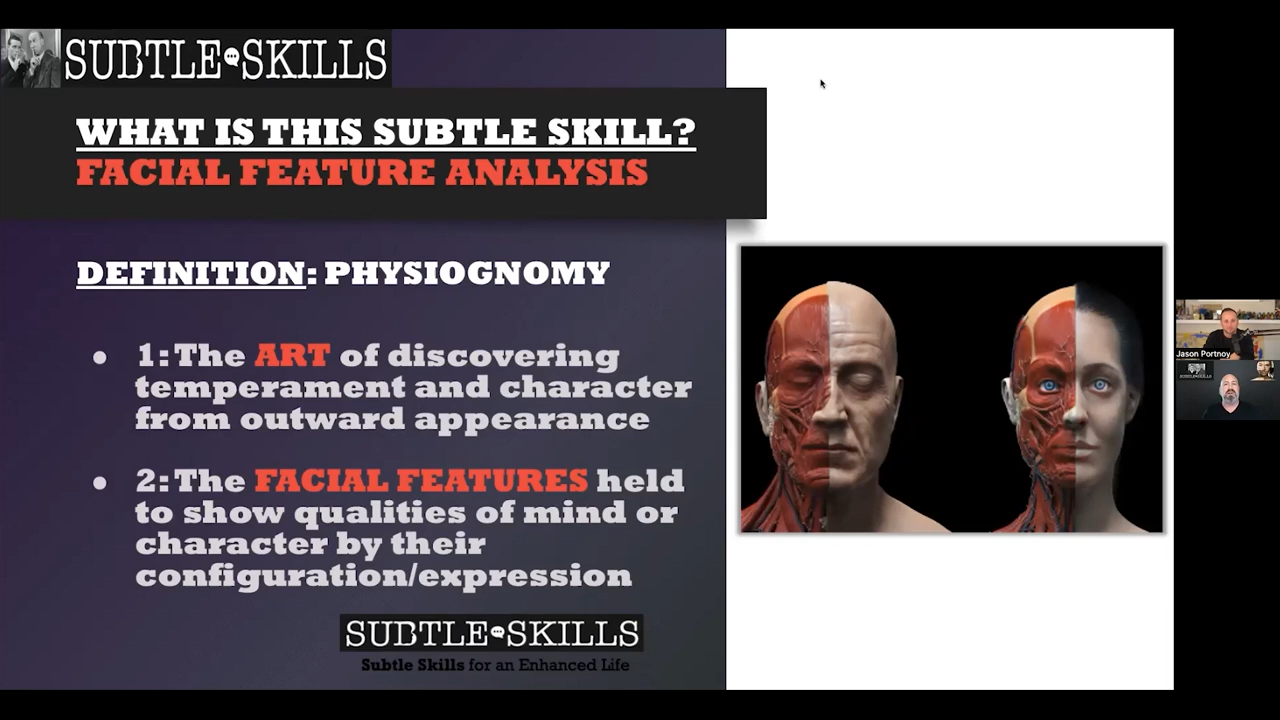 SUBTLE SKILLS
WHAT IS THIS SUBTLE SKILL?
FACIAL FEATURE ANALYSIS
DEFINITION: PHYSIOGNOMY
• 1: The ART of discovering
temperament and character
from outward appearance
• 2: The FACIAL FEATURES held
to show qualities of mind or
character by their
configuration/expression
SUBTLE SKILLS
Subtle Skills for an Enhanced Life
Jason Portnoy
SUBTLE SKILLS